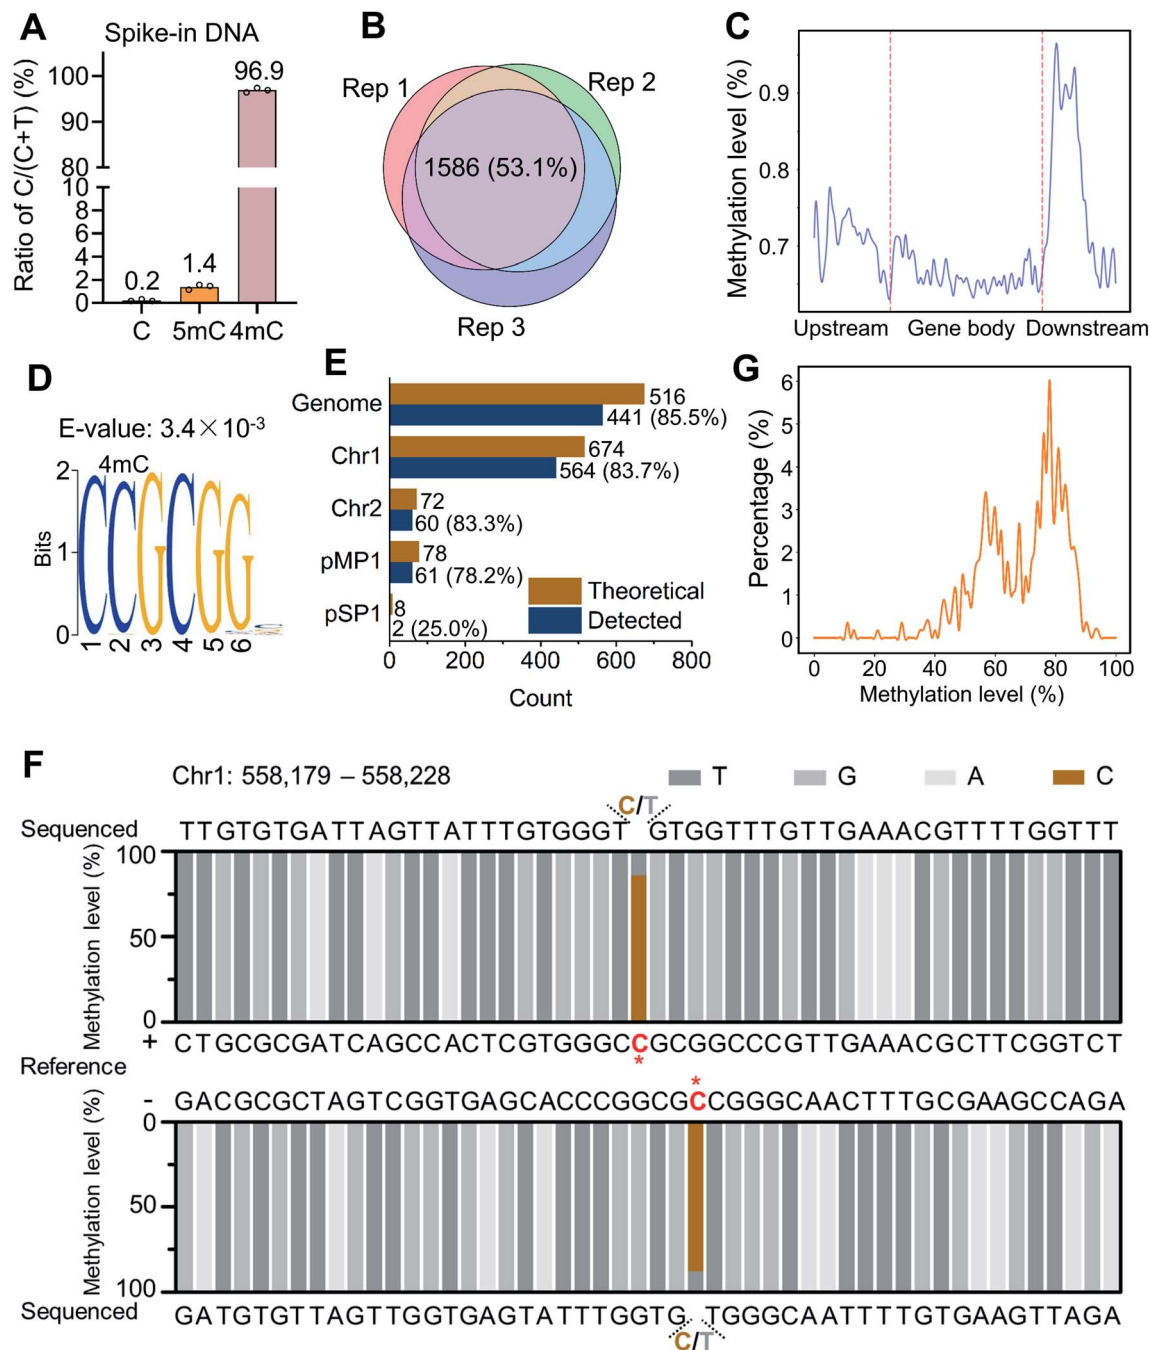 A
Spike-in DNA
Ratio of C/(C+T) (%)
100
90
80
10
8
6
4
2
0
0.2
1.4
96.9
C
5mC
4mC
B
Rep 1
Rep 2
1586 (53.1%)
Rep 3
C
Methylation level (%)
0.9
0.8
0.7
Upstream
Gene body
Downstream
D
E-value: 3.4×10-3
4mC
Bits
2
1
0
CCGCGG
1 2 3 4 5 6
E
Genome
516
441 (85.5%)
Chr1
674
564 (83.7%)
Chr2
72
60 (83.3%)
pMP1
78
61 (78.2%)
pSP1
8
2 (25.0%)
Theoretical
Detected
0 200 400 600 800
Count
G
Percentage (%)
6
5
4
3
2
1
0
0 20 40 60 80 100
Methylation level (%)
F
Chr1: 558,179 – 558,228
T G A C
C/T
Sequenced TTGTGTGATTAGTTATTTGTGGGT GTGGTTTGTTGAAACGTTTTGGTTT
Methylation level (%)
100
50
0
+ CTGCGCGATCAGCCACTCGTGGGCCGCGGCCCGTTGAAACGCTTCGGTCT
*
Reference
*
- GACGCGCTAGTCGGTGAGCACCCGGCGCCGGGCAACTTTGCGAAGCCAGA
Methylation level (%)
0
50
100
Sequenced GATGTGTTAGTTGGTGAGTATTTGGTG TGGGCAATTTTGTGAAGTTAGA
C/T